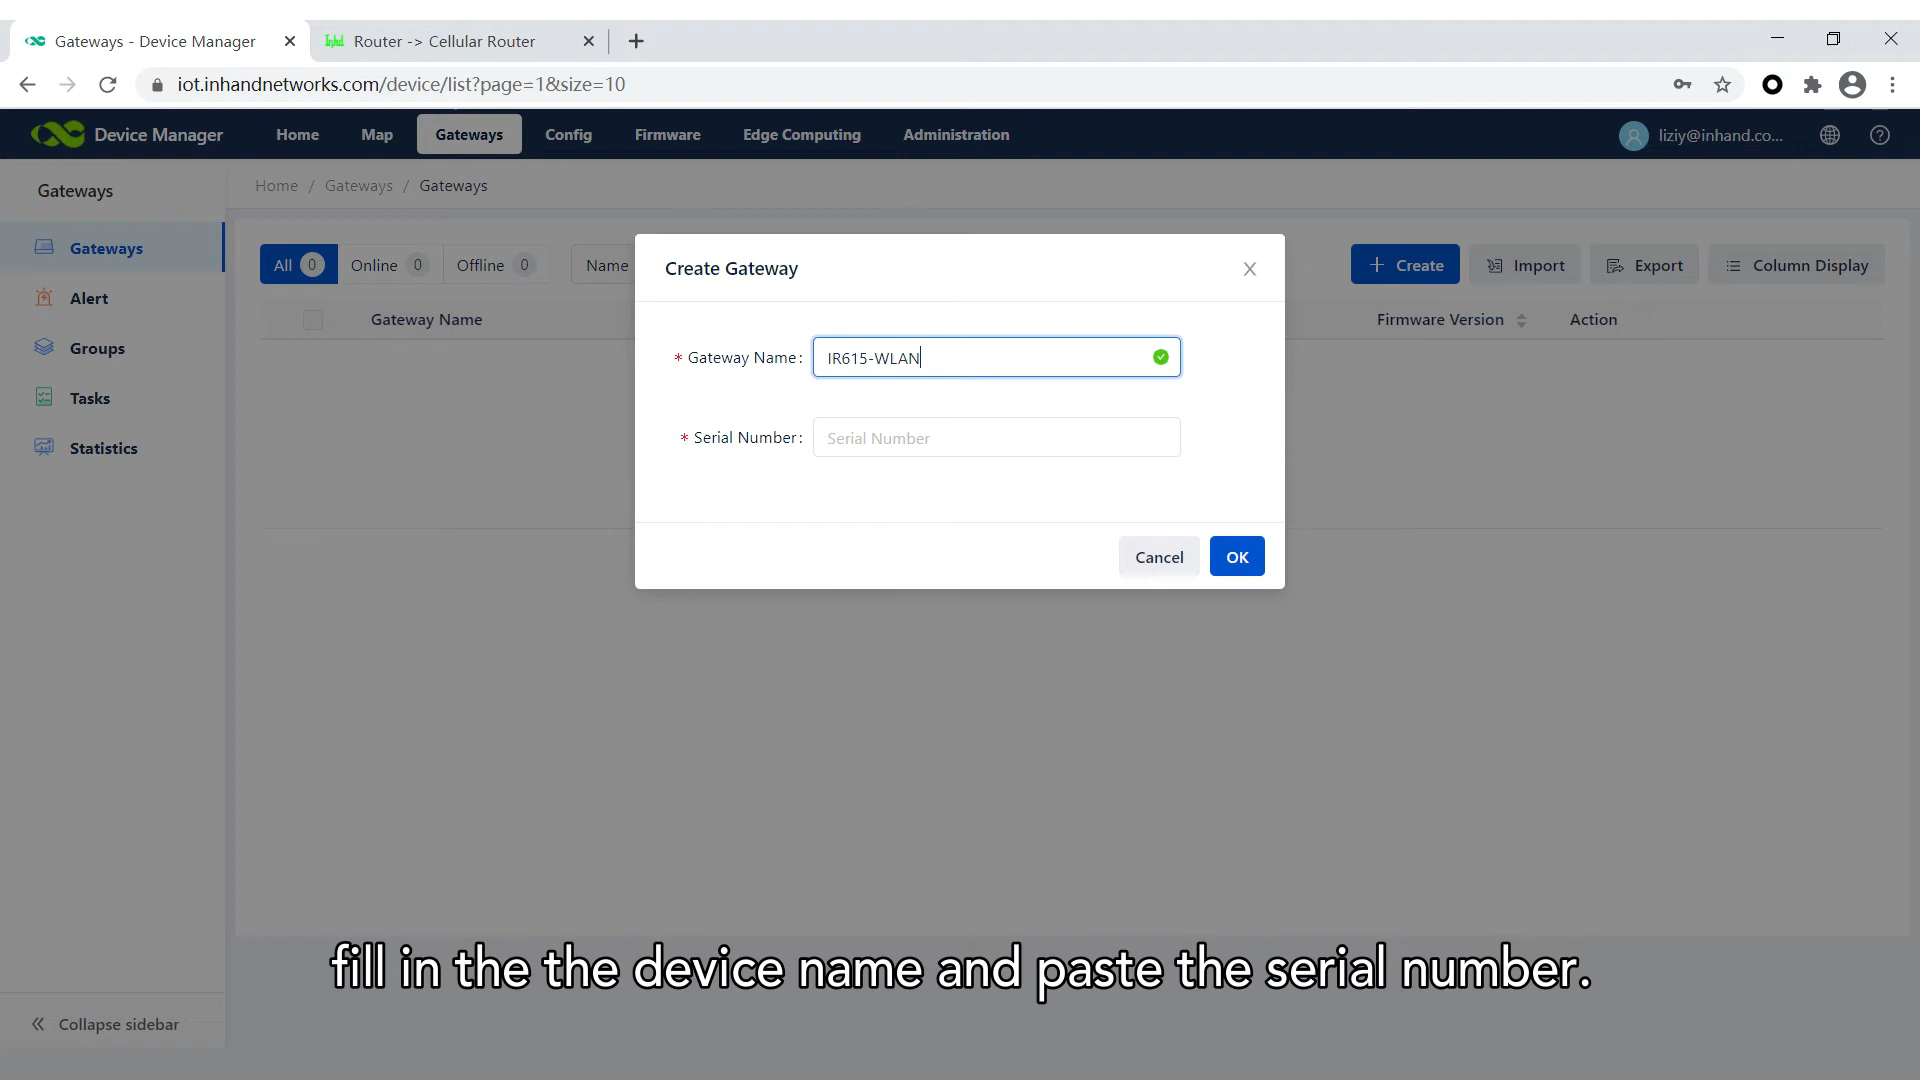 Gateways - Device Manager
Router -> Cellular Router
iot.inhandnetworks.com/device/list?page=1&size=10
Device Manager
Home
Map
Gateways
Config
Firmware
Edge Computing
Administration
liziy@inhand.co...
Gateways
Home / Gateways / Gateways
Gateways
Alert
Groups
Tasks
Statistics
All 0
Online 0
Offline 0
Name
Create
Import
Export
Column Display
Gateway Name
Firmware Version
Action
Create Gateway
* Gateway Name: IR615-WLAN
* Serial Number: Serial Number
Cancel
OK
fill in the the device name and paste the serial number.
Collapse sidebar